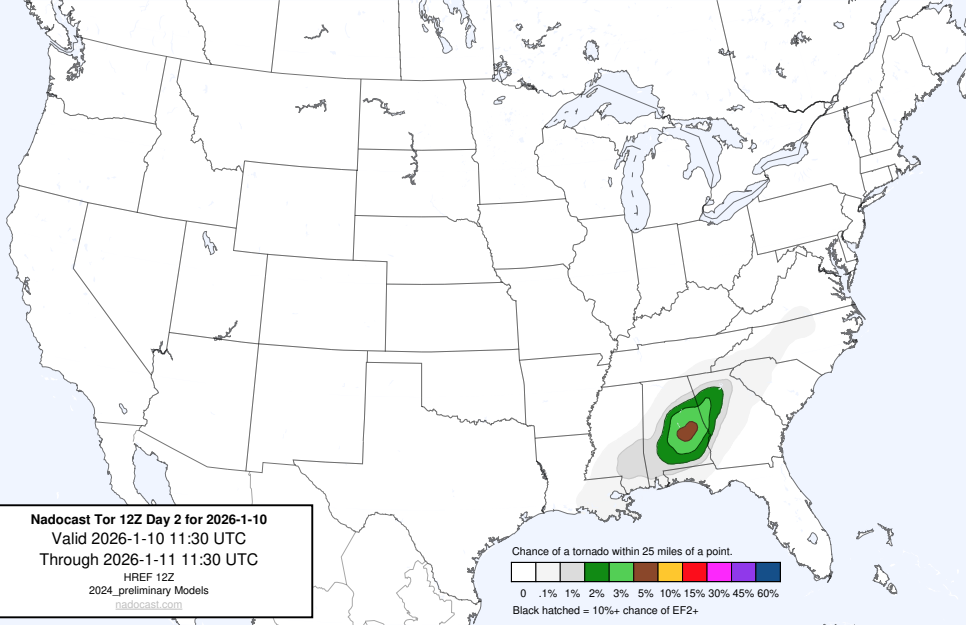 Nadocast Tor 12Z Day 2 for 2026-1-10
Valid 2026-1-10 11:30 UTC
Through 2026-1-11 11:30 UTC
HREF 12Z
2024_preliminary Models
nadocast.com
Chance of a tornado within 25 miles of a point.
0 .1% 1% 2% 3% 5% 10% 15% 30% 45% 60%
Black hatched = 10%+ chance of EF2+